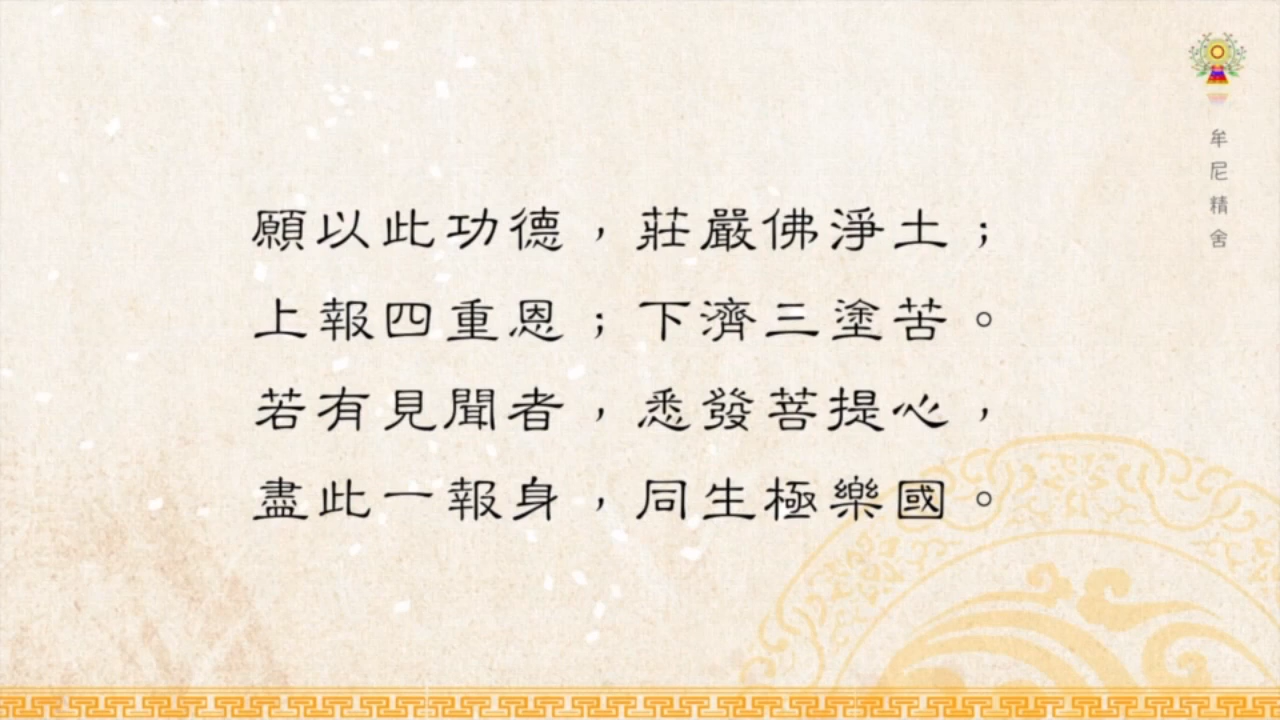 願以此功德，莊嚴佛淨土；
上報四重恩；下濟三塗苦。
若有見聞者，悉發菩提心，
盡此一報身，同生極樂國。
牟尼精舍